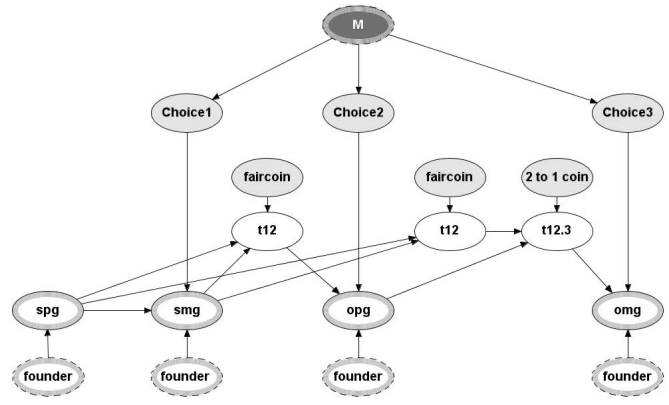 M
Choice1
Choice2
Choice3
faircoin
faircoin
2 to 1 coin
t12
t12
t12.3
spg
smg
opg
omg
founder
founder
founder
founder